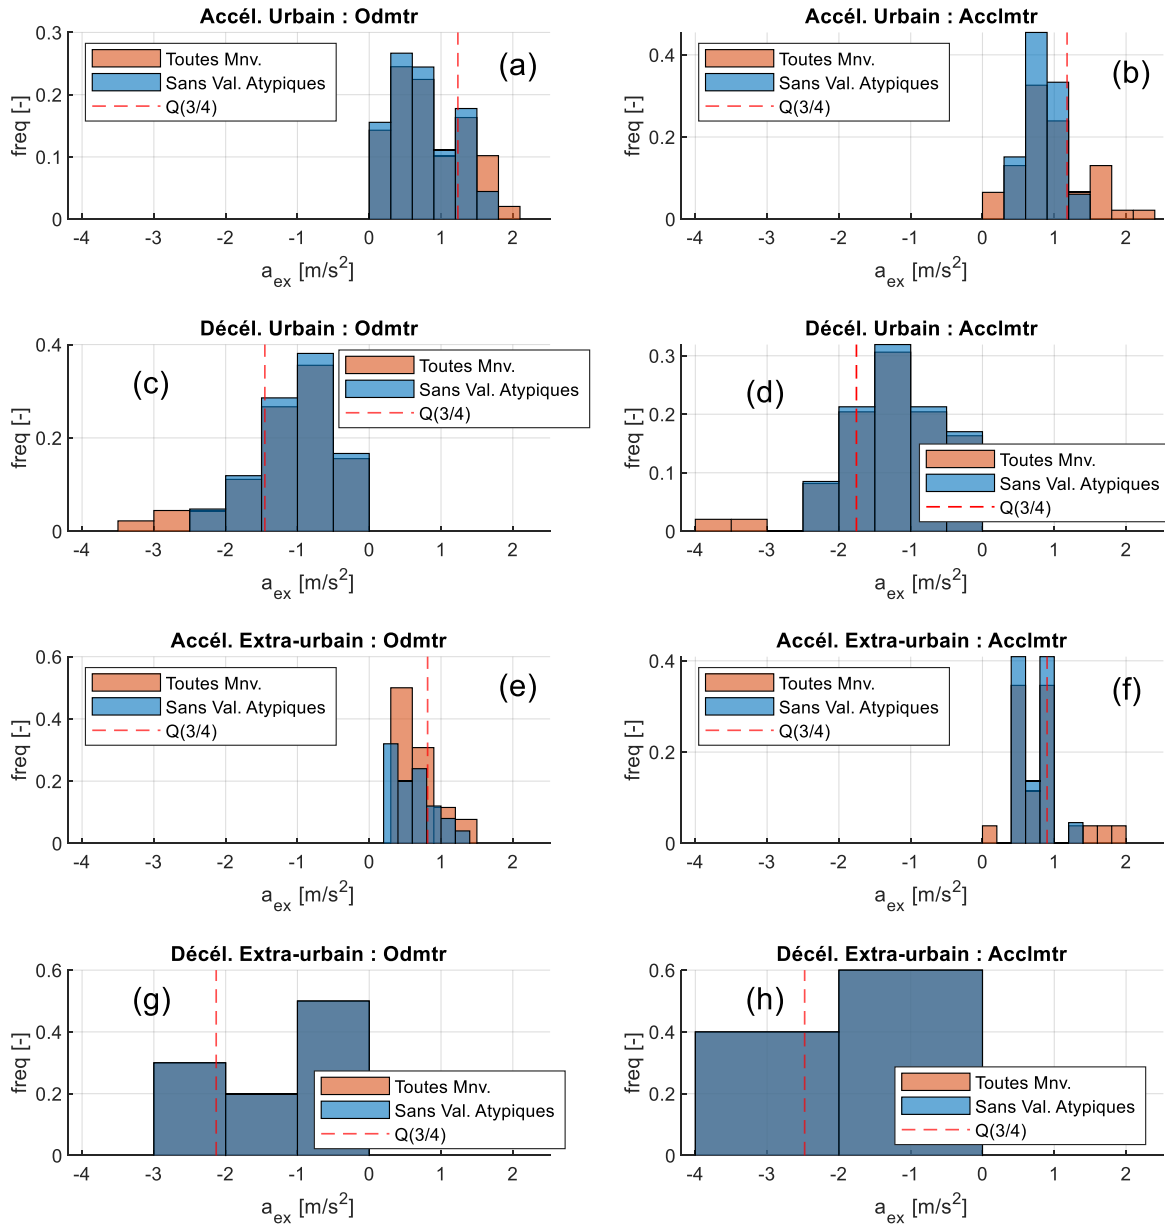 Accél. Urbain : Odmtr
0.3
0.2
0.1
0
freq [-]
Toutes Mnv.
Sans Val. Atypiques
Q(3/4)
(a)
-4 -3 -2 -1 0 1 2
a_ex [m/s²]
Accél. Urbain : Acclmtr
0.4
0.2
0
freq [-]
Toutes Mnv.
Sans Val. Atypiques
Q(3/4)
(b)
-4 -3 -2 -1 0 1 2
a_ex [m/s²]
Décél. Urbain : Odmtr
0.4
0.2
0
freq [-]
(c)
Toutes Mnv.
Sans Val. Atypiques
Q(3/4)
-4 -3 -2 -1 0 1 2
a_ex [m/s²]
Décél. Urbain : Acclmtr
0.3
0.2
0.1
0
freq [-]
(d)
Toutes Mnv.
Sans Val. Atypiques
Q(3/4)
-4 -3 -2 -1 0 1 2
a_ex [m/s²]
Accél. Extra-urbain : Odmtr
0.6
0.4
0.2
0
freq [-]
Toutes Mnv.
Sans Val. Atypiques
Q(3/4)
(e)
-4 -3 -2 -1 0 1 2
a_ex [m/s²]
Accél. Extra-urbain : Acclmtr
0.4
0.2
0
freq [-]
Toutes Mnv.
Sans Val. Atypiques
Q(3/4)
(f)
-4 -3 -2 -1 0 1 2
a_ex [m/s²]
Décél. Extra-urbain : Odmtr
0.6
0.4
0.2
0
freq [-]
(g)
Toutes Mnv.
Sans Val. Atypiques
Q(3/4)
-4 -3 -2 -1 0 1 2
a_ex [m/s²]
Décél. Extra-urbain : Acclmtr
0.6
0.4
0.2
0
freq [-]
(h)
Toutes Mnv.
Sans Val. Atypiques
Q(3/4)
-4 -3 -2 -1 0 1 2
a_ex [m/s²]